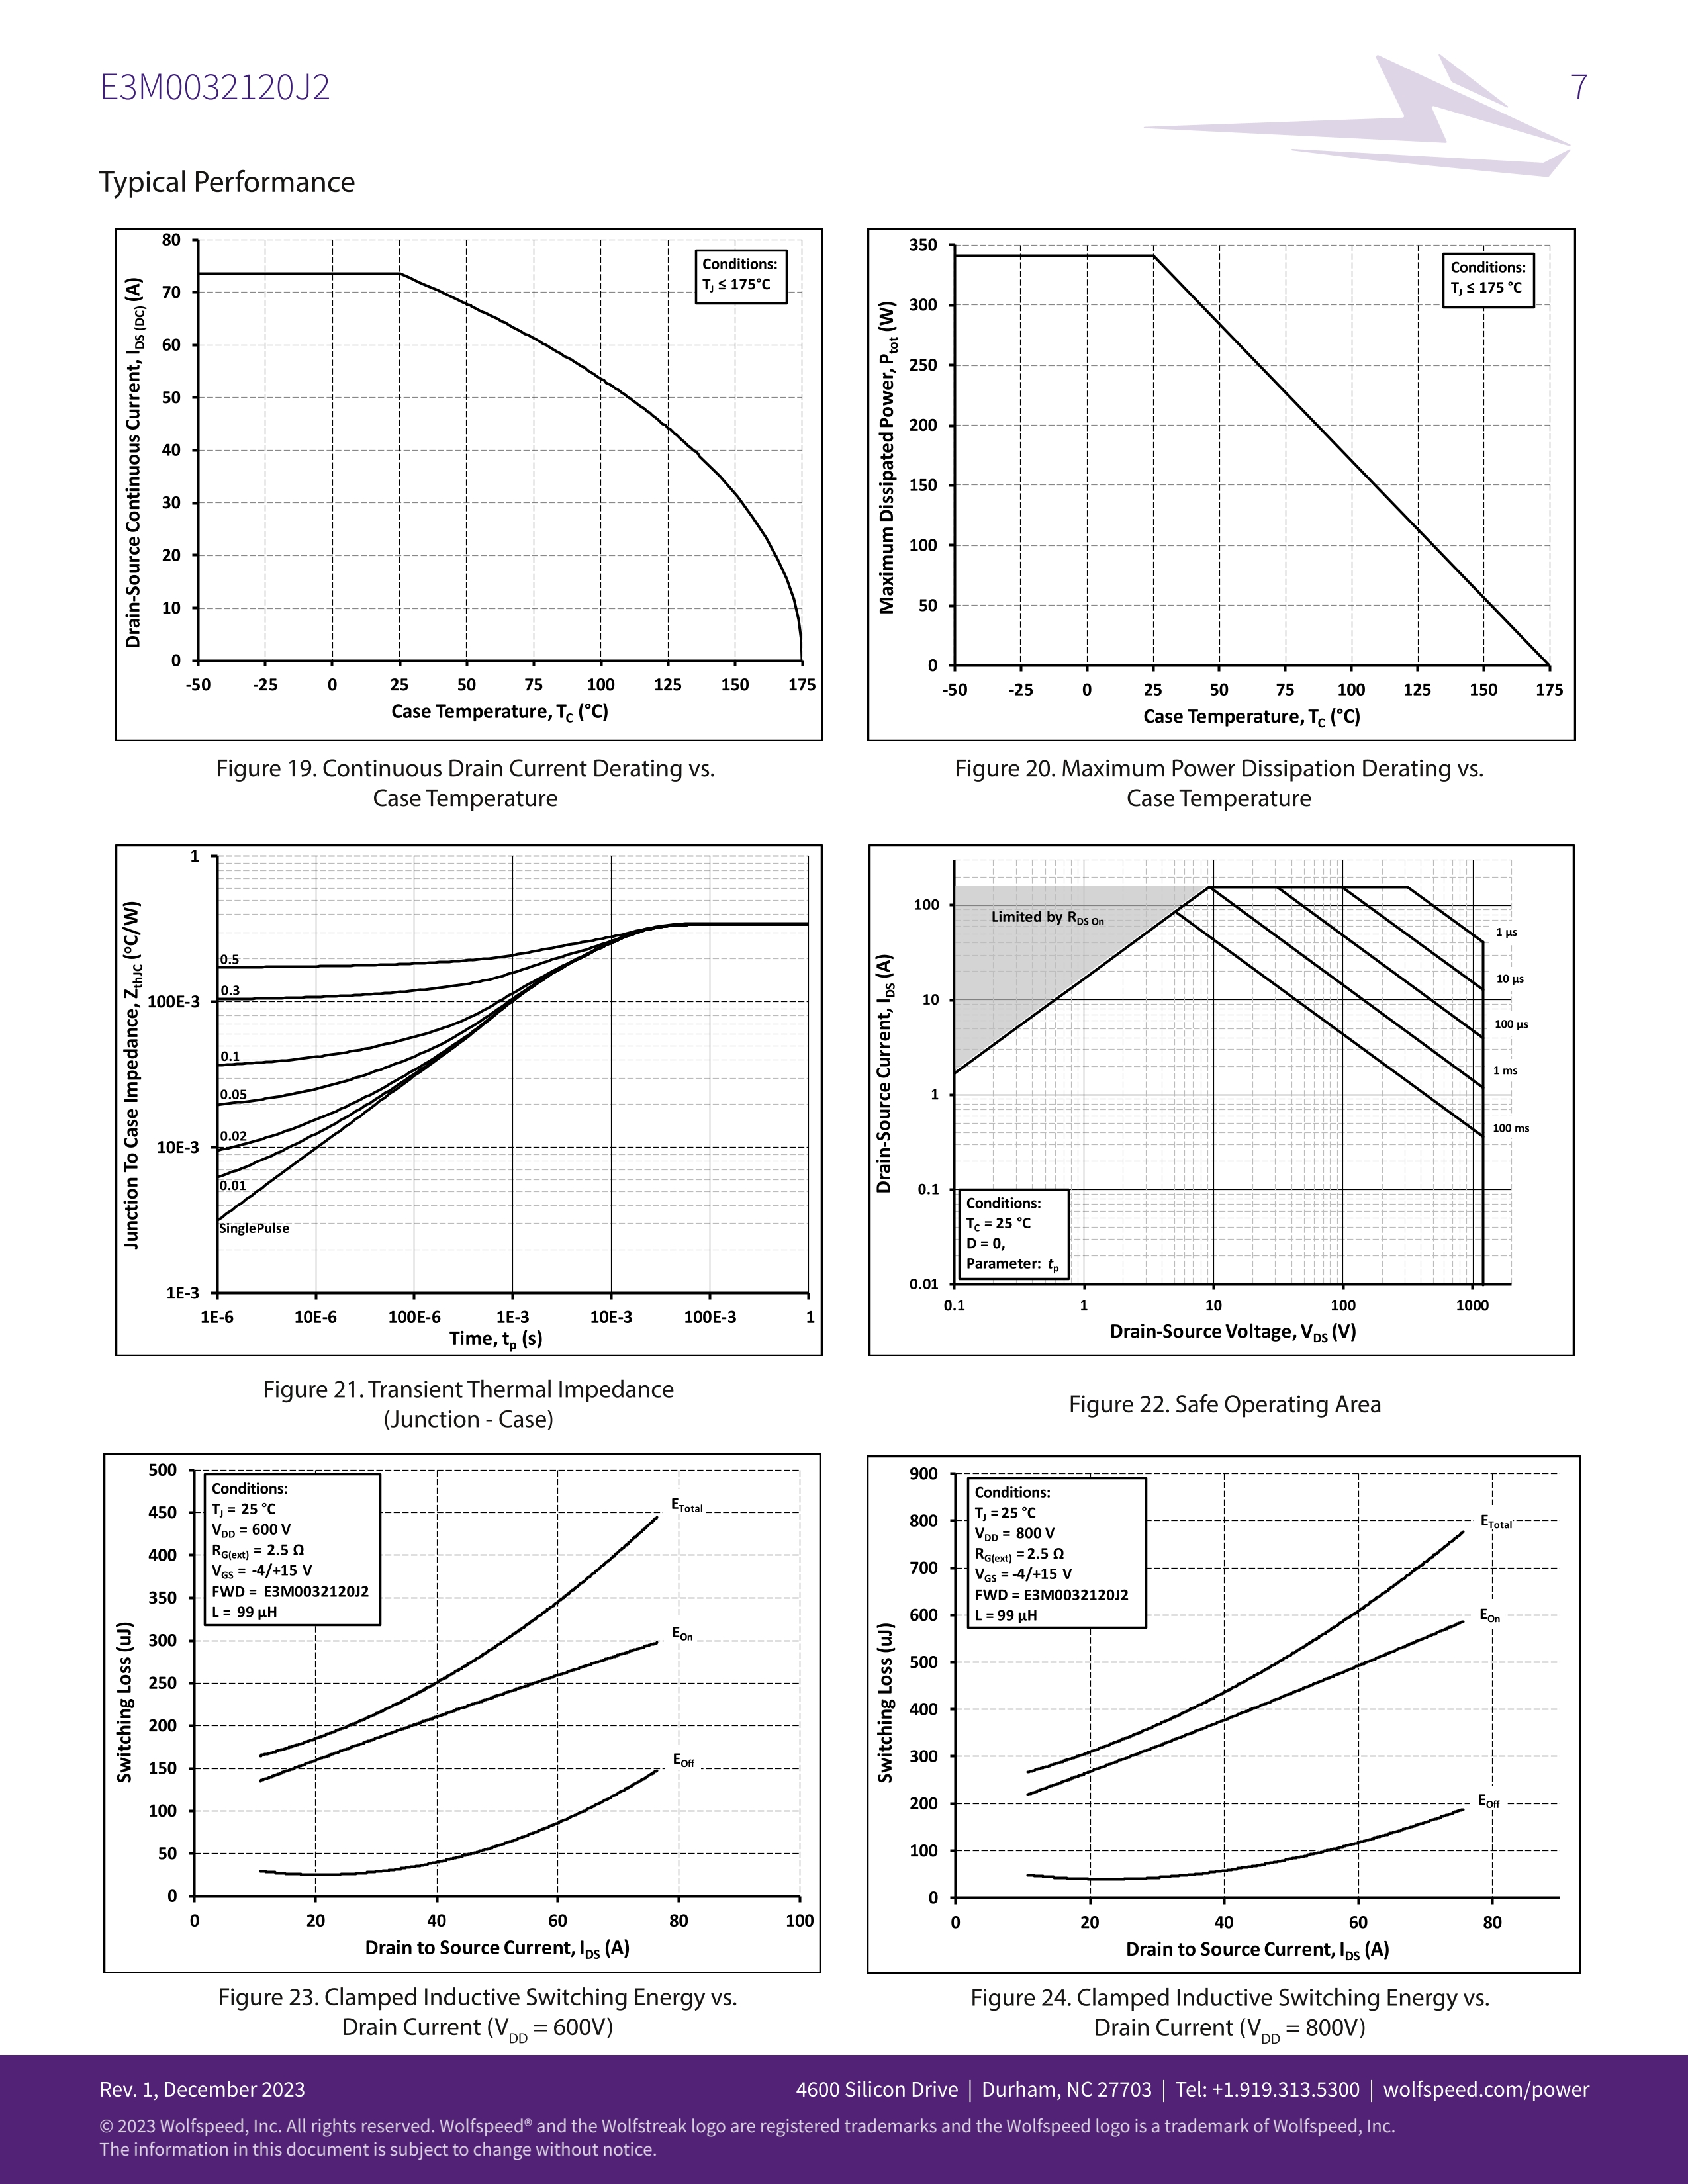 E3M0032120J2
7
Typical Performance
80
70
60
50
40
30
20
10
0
-50 -25 0 25 50 75 100 125 150 175
Drain-Source Continuous Current, IDS (DC) (A)
Case Temperature, TC (°C)
Conditions:
TJ ≤ 175°C
Figure 19. Continuous Drain Current Derating vs.
Case Temperature
350
300
250
200
150
100
50
0
-50 -25 0 25 50 75 100 125 150 175
Maximum Dissipated Power, Ptot (W)
Case Temperature, TC (°C)
Conditions:
TJ ≤ 175 °C
Figure 20. Maximum Power Dissipation Derating vs.
Case Temperature
1
100E-3
10E-3
1E-3
1E-6 10E-6 100E-6 1E-3 10E-3 100E-3 1
Junction To Case Impedance, ZthJC (°C/W)
Time, tp (s)
0.5
0.3
0.1
0.05
0.02
0.01
SinglePulse
Figure 21. Transient Thermal Impedance
(Junction - Case)
100
10
1
0.1
0.01
0.1 1 10 100 1000
Drain-Source Current, IDS (A)
Drain-Source Voltage, VDS (V)
Limited by RDS On
1 µs
10 µs
100 µs
1 ms
100 ms
Conditions:
TC = 25 °C
D = 0,
Parameter: tp
Figure 22. Safe Operating Area
500
450
400
350
300
250
200
150
100
50
0
0 20 40 60 80 100
Switching Loss (uJ)
Drain to Source Current, IDS (A)
Conditions:
TJ = 25 °C
VDD = 600 V
RG(ext) = 2.5 Ω
VGS = -4/+15 V
FWD = E3M0032120J2
L = 99 µH
ETotal
EOn
EOff
Figure 23. Clamped Inductive Switching Energy vs.
Drain Current (VDD = 600V)
900
800
700
600
500
400
300
200
100
0
0 20 40 60 80
Switching Loss (uJ)
Drain to Source Current, IDS (A)
Conditions:
TJ = 25 °C
VDD = 800 V
RG(ext) = 2.5 Ω
VGS = -4/+15 V
FWD = E3M0032120J2
L = 99 µH
ETotal
EOn
EOff
Figure 24. Clamped Inductive Switching Energy vs.
Drain Current (VDD = 800V)
Rev. 1, December 2023
4600 Silicon Drive | Durham, NC 27703 | Tel: +1.919.313.5300 | wolfspeed.com/power
© 2023 Wolfspeed, Inc. All rights reserved. Wolfspeed® and the Wolfstreak logo are registered trademarks and the Wolfspeed logo is a trademark of Wolfspeed, Inc.
The information in this document is subject to change without notice.